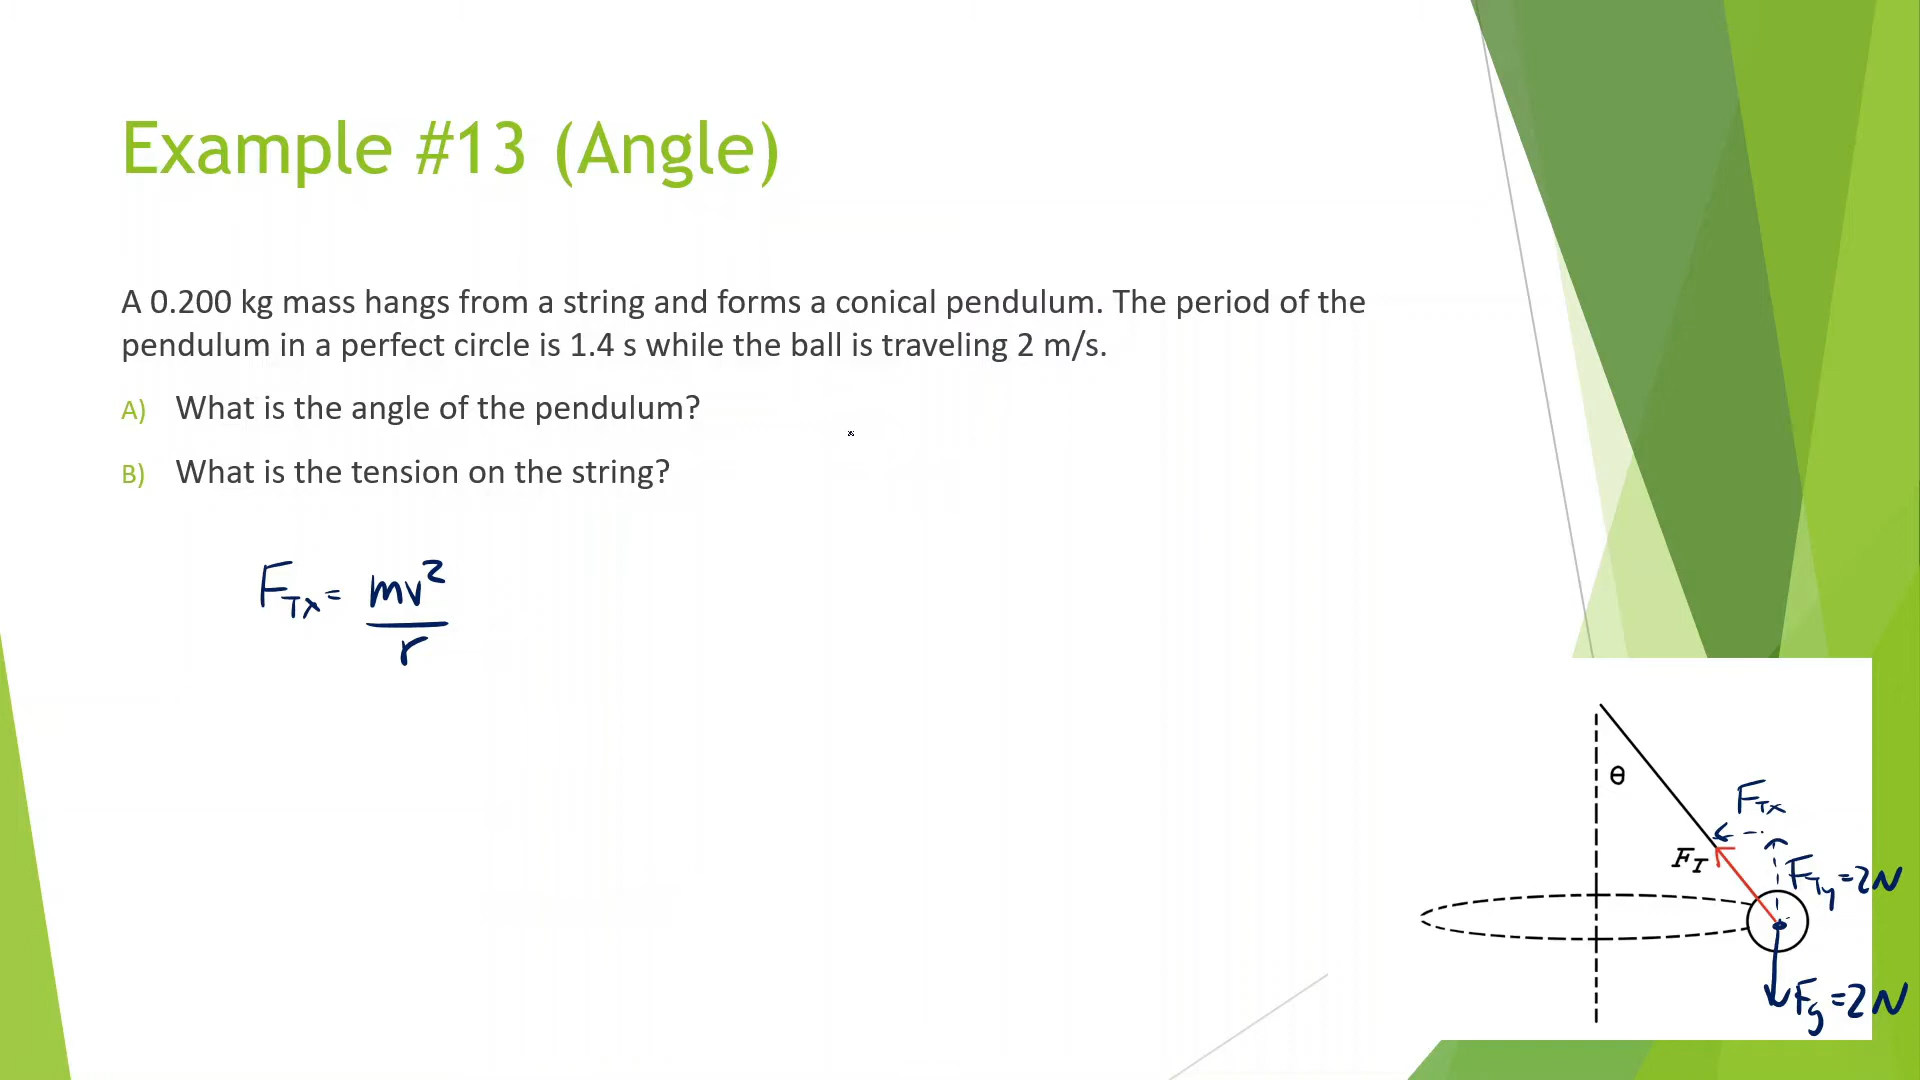 Example #13 (Angle)
A 0.200 kg mass hangs from a string and forms a conical pendulum. The period of the
pendulum in a perfect circle is 1.4 s while the ball is traveling 2 m/s.
A) What is the angle of the pendulum?
B) What is the tension on the string?
F_Tx = mv²
r
θ
F_Tx
F_T
F_Ty = 2N
F_g = 2N